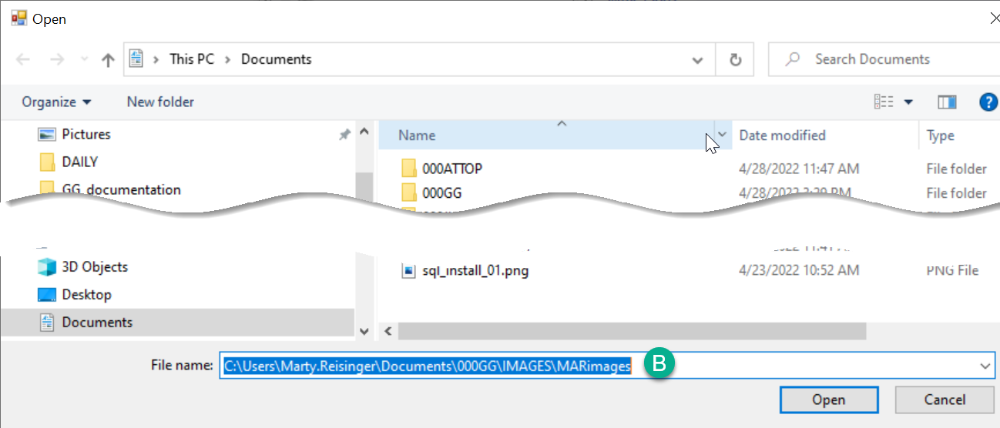 Open
This PC > Documents
Search Documents
Organize
New folder
?
Pictures
DAILY
GG_documentation
3D Objects
Desktop
Documents
Name
Date modified
Type
000ATTOP
4/28/2022 11:47 AM
File folder
000GG
4/28/2022 3:29 PM
File folder
sql_install_01.png
4/23/2022 10:52 AM
PNG File
File name:
C:\Users\Marty.Reisinger\Documents\000GG\IMAGES\MARimages
B
Open
Cancel